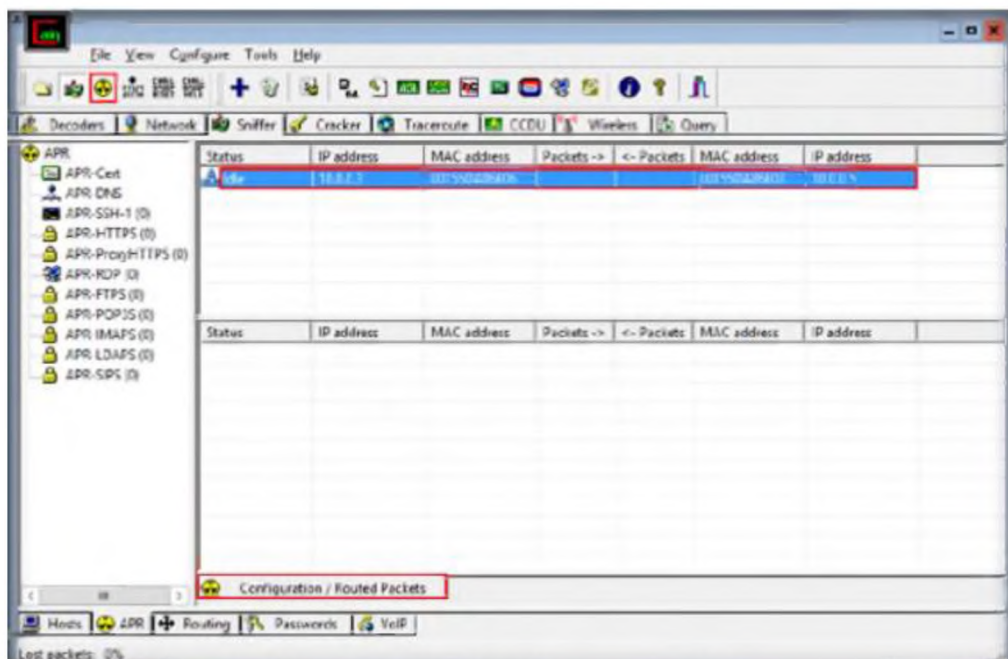 File View Configure Tools Help
Decoders Network Sniffer Cracker Traceroute CCDU Wireless Query
APR
APR-Cert
APR-DNS
APR-SSH-1 (0)
APR-HTTPS (0)
APR-ProxyHTTPS (0)
APR-RDP (0)
APR-FTPS (0)
APR-POP3S (0)
APR-IMAPS (0)
APR-LDAPS (0)
APR-SIPS (0)
Status IP address MAC address Packets -> <- Packets MAC address IP address
Idle
Status IP address MAC address Packets -> <- Packets MAC address IP address
Configuration / Routed Packets
Hosts APR Routing Passwords VoIP
Lost packets: 0%